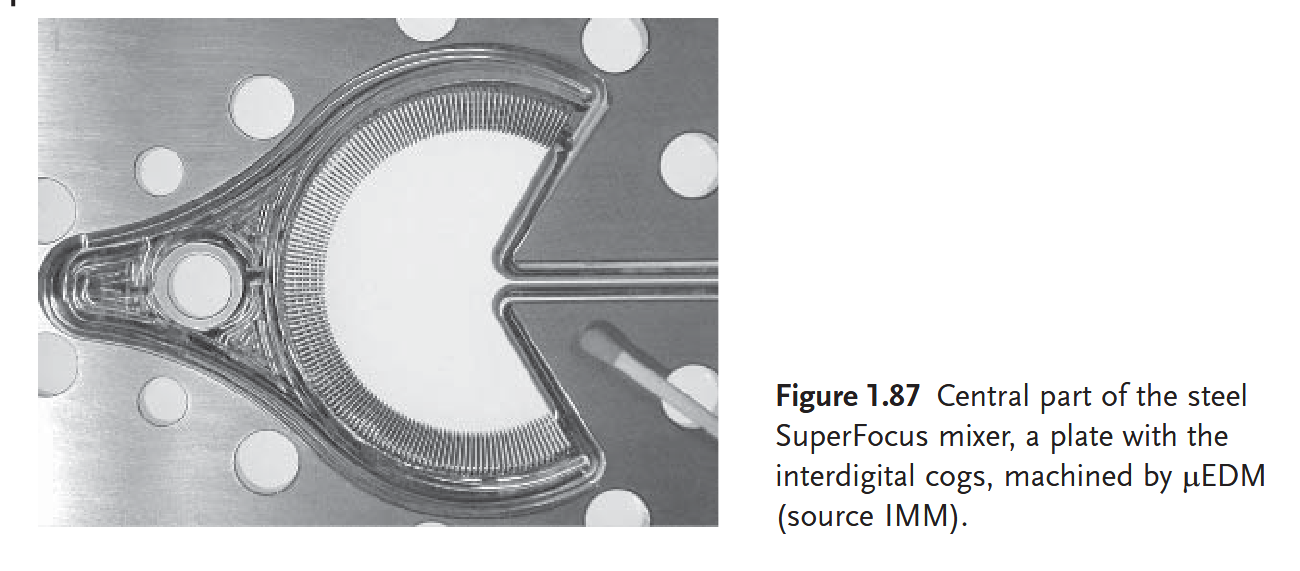 Figure 1.87 Central part of the steel
SuperFocus mixer, a plate with the
interdigital cogs, machined by μEDM
(source IMM).